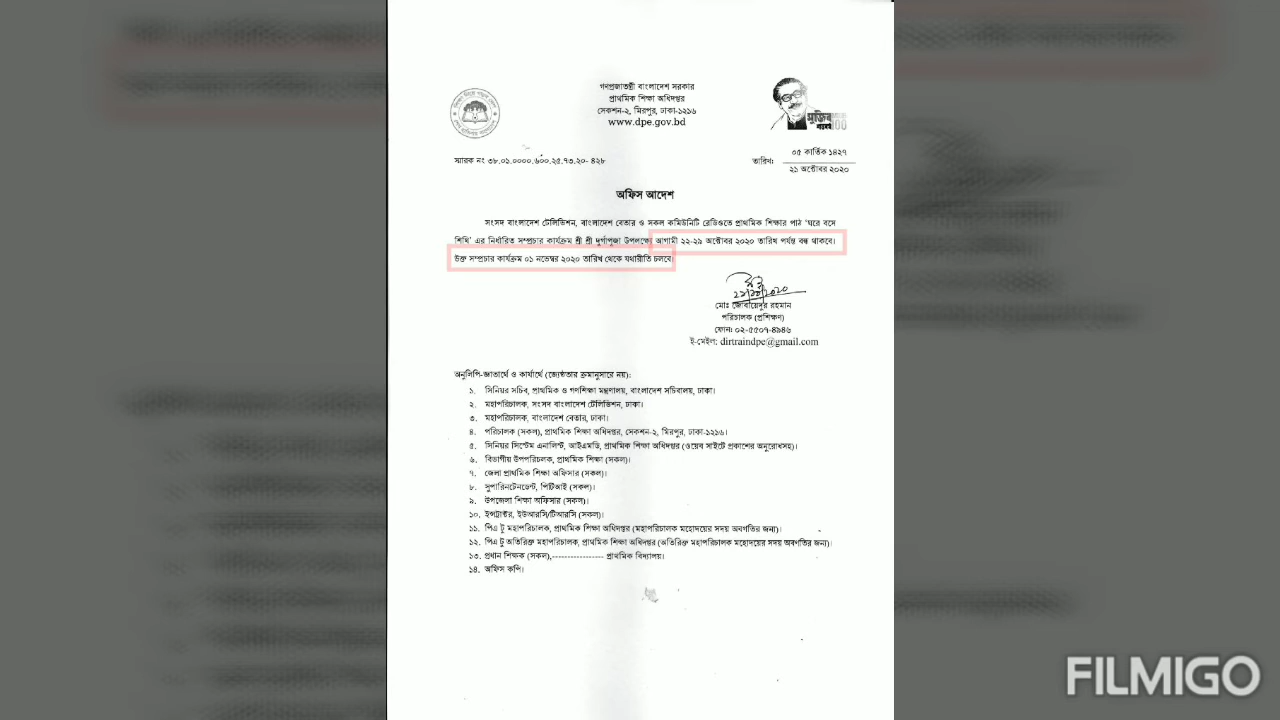 গণপ্রজাতন্ত্রী বাংলাদেশ সরকার
প্রাথমিক শিক্ষা অধিদপ্তর
সেকশন-২, মিরপুর, ঢাকা-১২১৬
www.dpe.gov.bd
মুজিব
100
স্মারক নং ৩৮.০১.০০০০.৬০০.২৫.৭৩.২০- ৪২৮
তারিখঃ
০৫ কার্তিক ১৪২৭
২১ অক্টোবর ২০২০
অফিস আদেশ
সংসদ বাংলাদেশ টেলিভিশন, বাংলাদেশ বেতার ও সকল কমিউনিটি রেডিওতে প্রাথমিক শিক্ষার পাঠ 'ঘরে বসে
শিখি' এর নির্ধারিত সম্প্রচার কার্যক্রম শ্রী শ্রী দুর্গাপূজা উপলক্ষে আগামী ২২-২৯ অক্টোবর ২০২০ তারিখ পর্যন্ত বন্ধ থাকবে।
উক্ত সম্প্রচার কার্যক্রম ০১ নভেম্বর ২০২০ তারিখ থেকে যথারীতি চলবে।
২১/১০/২০২০
মোঃ জোবায়েদুর রহমান
পরিচালক (প্রশিক্ষণ)
ফোনঃ ০২-৫৫০৭-৪৯৪৬
ই-মেইল: dirtraindpe@gmail.com
অনুলিপি-জ্ঞাতার্থে ও কার্যার্থে (জ্যেষ্ঠতার ক্রমানুসারে নয়):
১. সিনিয়র সচিব, প্রাথমিক ও গণশিক্ষা মন্ত্রণালয়, বাংলাদেশ সচিবালয়, ঢাকা।
২. মহাপরিচালক, সংসদ বাংলাদেশ টেলিভিশন, ঢাকা।
৩. মহাপরিচালক, বাংলাদেশ বেতার, ঢাকা।
৪. পরিচালক (সকল), প্রাথমিক শিক্ষা অধিদপ্তর, সেকশন-২, মিরপুর, ঢাকা-১২১৬।
৫. সিনিয়র সিস্টেম এনালিস্ট, আইএমডি, প্রাথমিক শিক্ষা অধিদপ্তর (ওয়েব সাইটে প্রকাশের অনুরোধসহ)।
৬. বিভাগীয় উপপরিচালক, প্রাথমিক শিক্ষা (সকল)।
৭. জেলা প্রাথমিক শিক্ষা অফিসার (সকল)।
৮. সুপারিনটেনডেন্ট, পিটিআই (সকল)।
৯. উপজেলা শিক্ষা অফিসার (সকল)।
১০. ইন্সট্রাক্টর, ইউআরসি/টিআরসি (সকল)।
১১. পিএ টু মহাপরিচালক, প্রাথমিক শিক্ষা অধিদপ্তর (মহাপরিচালক মহোদয়ের সদয় অবগতির জন্য)।
১২. পিএ টু অতিরিক্ত মহাপরিচালক, প্রাথমিক শিক্ষা অধিদপ্তর (অতিরিক্ত মহাপরিচালক মহোদয়ের সদয় অবগতির জন্য)।
১৩. প্রধান শিক্ষক (সকল),----------------- প্রাথমিক বিদ্যালয়।
১৪. অফিস কপি।
FILMIGO